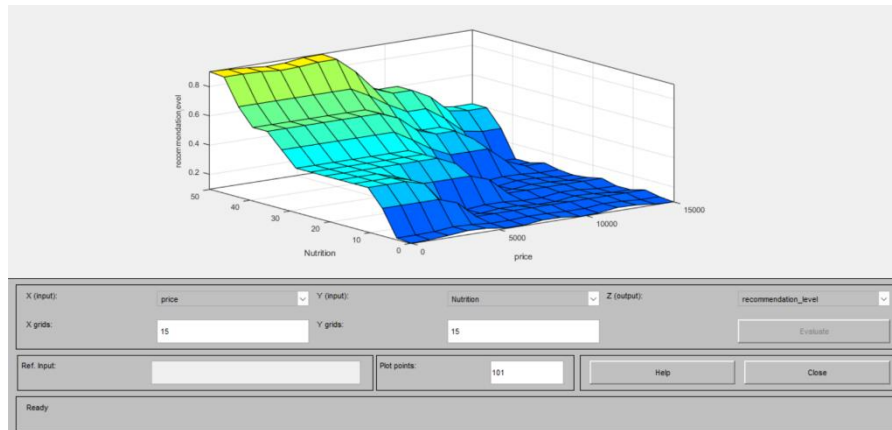 0.8
0.6
0.4
0.2
recommendation_level
50
40
30
20
10
0
Nutrition
0
5000
10000
15000
price
X (input): price Y (input): Nutrition Z (output): recommendation_level
X grids: 15 Y grids: 15 Evaluate
Ref. Input: Plot points: 101 Help Close
Ready